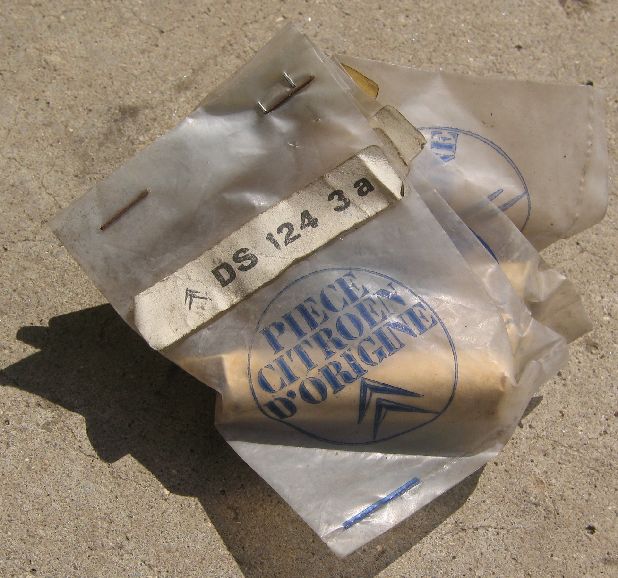 DS 124 3a
PIECE
CITROEN
D'ORIGINE